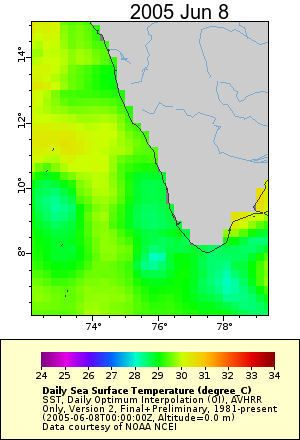 2005 Jun 8
14°
12°
10°
8°
74°
76°
78°
24 25 26 27 28 29 30 31 32 33 34
Daily Sea Surface Temperature (degree_C)
SST, Daily Optimum Interpolation (OI), AVHRR
Only, Version 2, Final+Preliminary, 1981-present
(2005-06-08T00:00:00Z, Altitude=0.0 m)
Data courtesy of NOAA NCEI